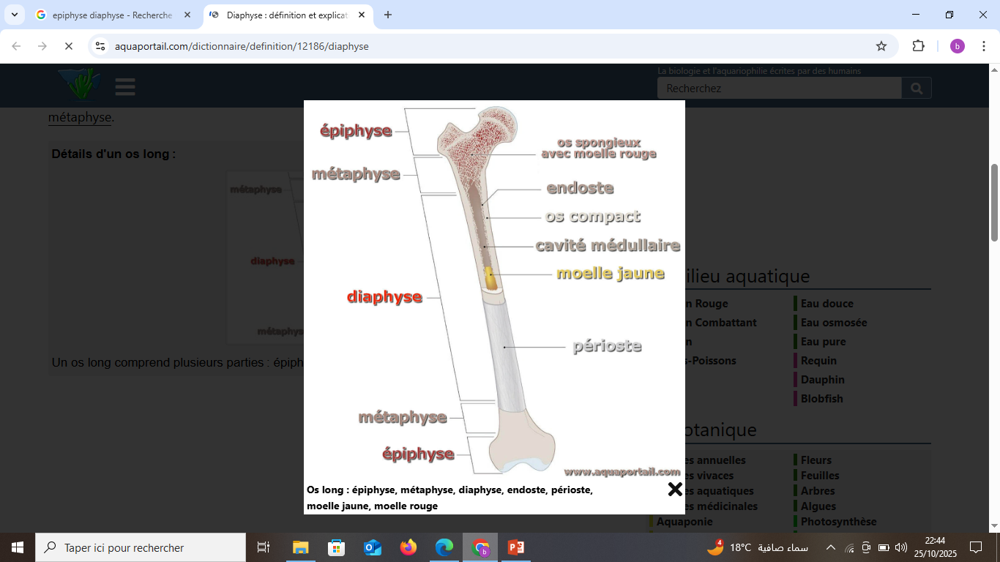 epiphyse diaphyse - Recherche
Diaphyse : définition et explicat
aquaportail.com/dictionnaire/definition/12186/diaphyse
b
La biologie et l'aquariophilie écrites par des humains
Recherchez
métaphyse.
Détails d'un os long :
métaphyse
diaphyse
métaphys
Un os long comprend plusieurs parties : épiph
épiphyse
métaphyse
diaphyse
métaphyse
épiphyse
os spongieux
avec moelle rouge
endoste
os compact
cavité médullaire
moelle jaune
périoste
www.aquaportail.com
Os long : épiphyse, métaphyse, diaphyse, endoste, périoste,
moelle jaune, moelle rouge
ilieu aquatique
n Rouge
Eau douce
n Combattant
Eau osmosée
n
Eau pure
s-Poissons
Requin
Dauphin
Blobfish
otanique
es annuelles
Fleurs
es vivaces
Feuilles
es aquatiques
Arbres
es médicinales
Algues
Aquaponie
Photosynthèse
Taper ici pour rechercher
4
18°C سماء صافية
22:44
25/10/2025